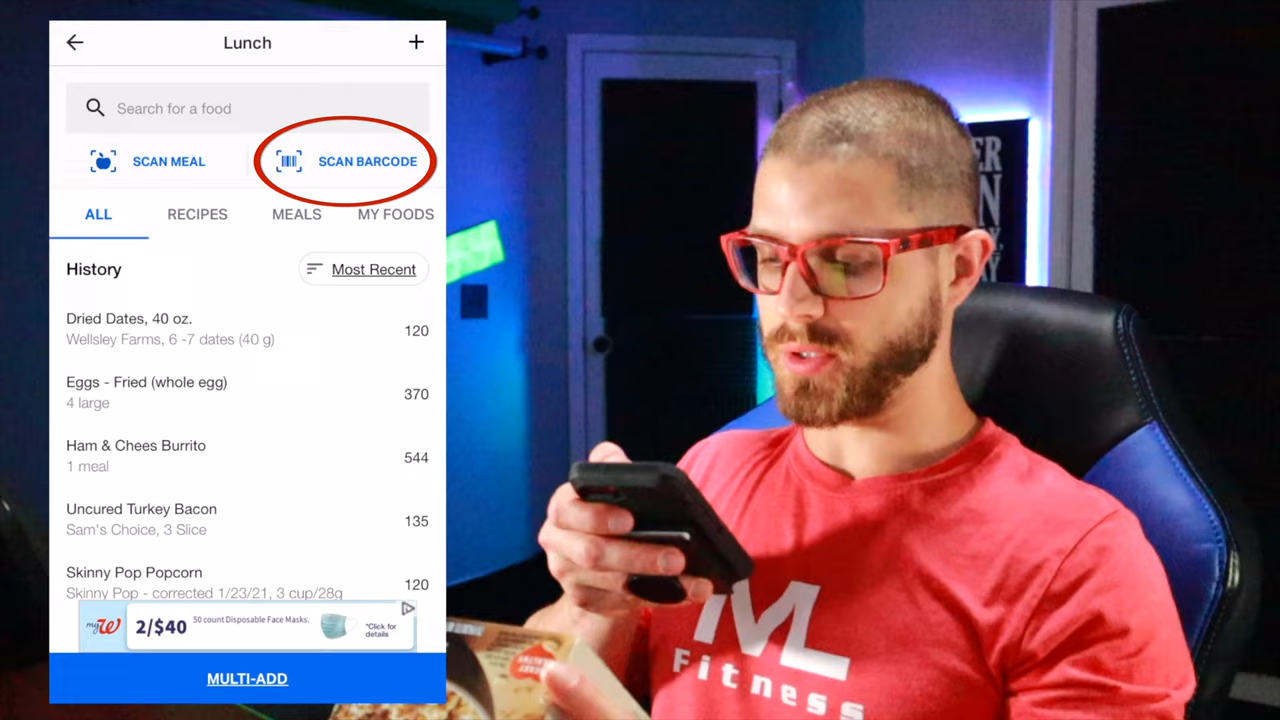 Lunch
Search for a food
SCAN MEAL
SCAN BARCODE
ALL
RECIPES
MEALS
MY FOODS
History
Most Recent
Dried Dates, 40 oz.
120
Wellsley Farms, 6 -7 dates (40 g)
Eggs - Fried (whole egg)
370
4 large
Ham & Chees Burrito
544
1 meal
Uncured Turkey Bacon
135
Sam's Choice, 3 Slice
Skinny Pop Popcorn
120
Skinny Pop - corrected 1/23/21, 3 cup/28g
my W
2/$40
50 count Disposable Face Masks.
*Click for
details
MULTI-ADD
ML
Fitness